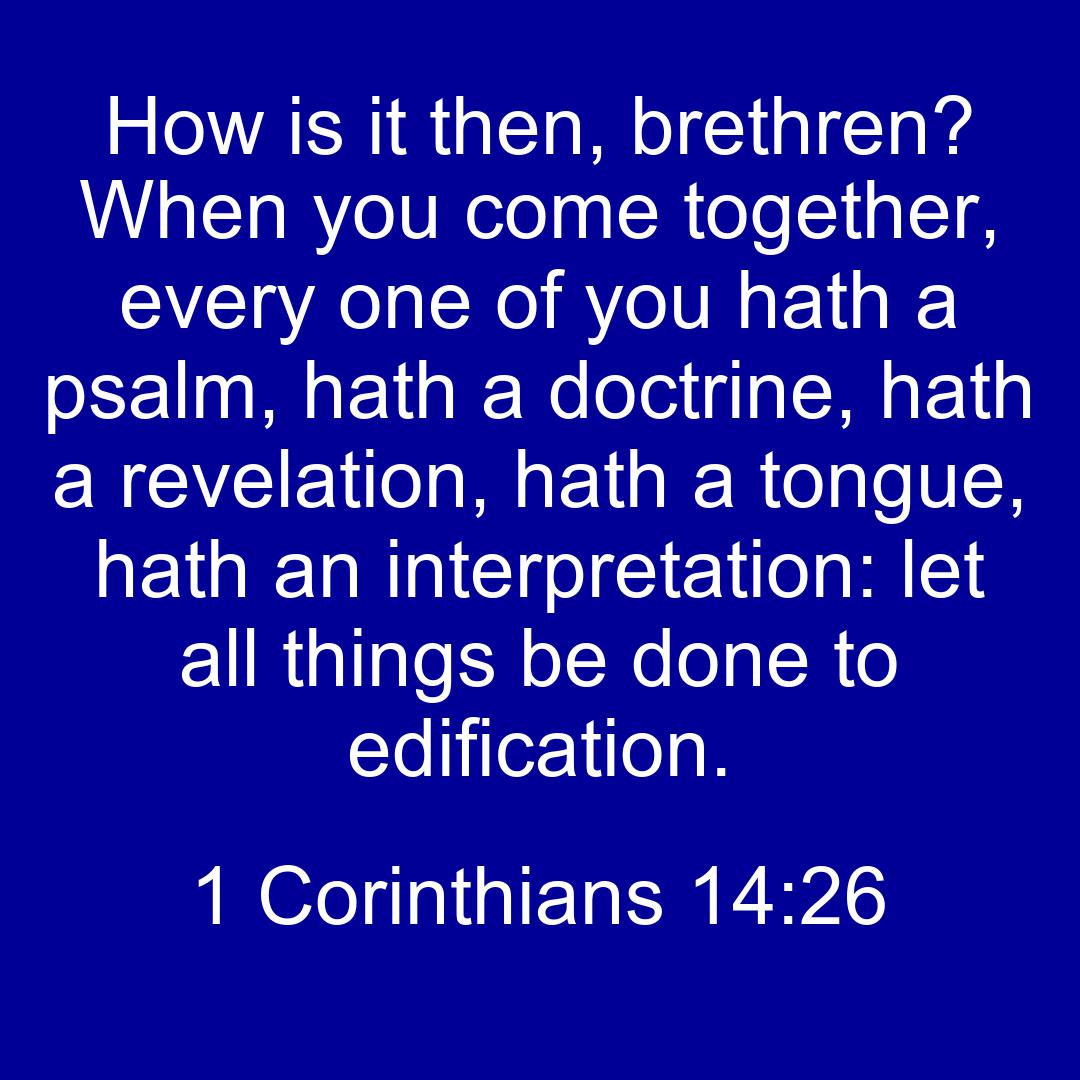 How is it then, brethren?
When you come together,
every one of you hath a
psalm, hath a doctrine, hath
a revelation, hath a tongue,
hath an interpretation: let
all things be done to
edification.
1 Corinthians 14:26